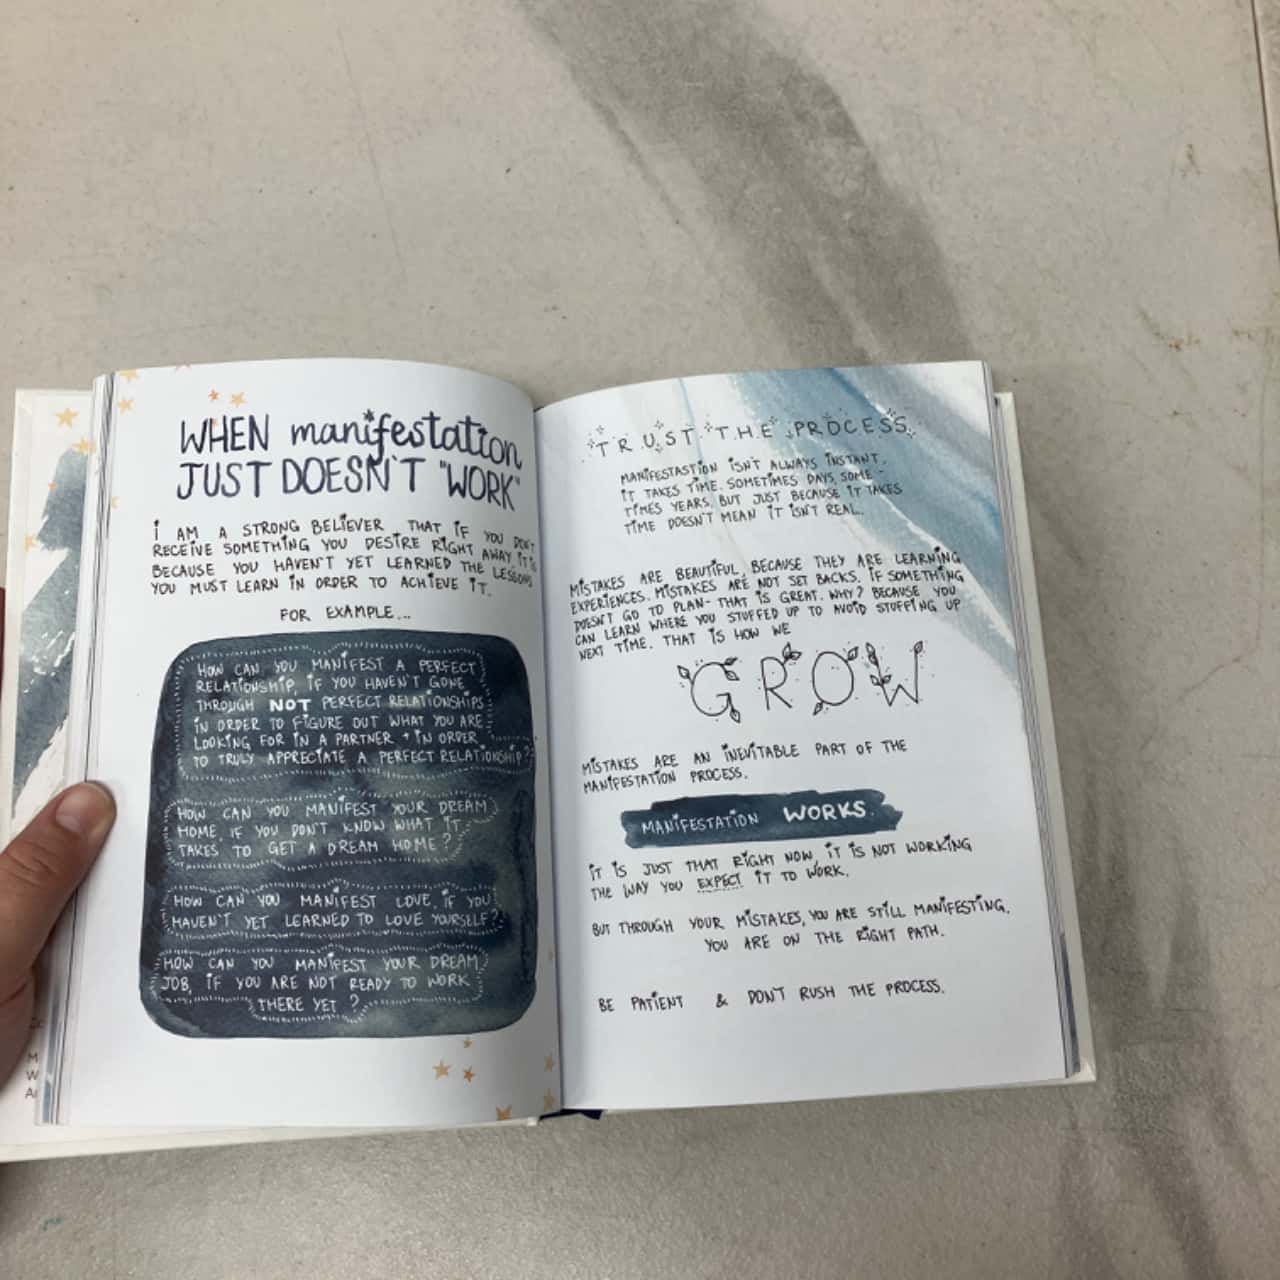 WHEN manifestation
JUST DOESN'T "WORK"
I AM A STRONG BELIEVER THAT IF YOU DON'T
RECEIVE SOMETHING YOU DESIRE RIGHT AWAY IT IS
BECAUSE YOU HAVEN'T YET LEARNED THE LESSONS
YOU MUST LEARN IN ORDER TO ACHIEVE IT.
FOR EXAMPLE...
HOW CAN YOU MANIFEST A PERFECT
RELATIONSHIP, IF YOU HAVEN'T GONE
THROUGH NOT PERFECT RELATIONSHIPS
IN ORDER TO FIGURE OUT WHAT YOU ARE
LOOKING FOR IN A PARTNER + IN ORDER
TO TRULY APPRECIATE A PERFECT RELATIONSHIP?
HOW CAN YOU MANIFEST YOUR DREAM
HOME, IF YOU DON'T KNOW WHAT IT
TAKES TO GET A DREAM HOME?
HOW CAN YOU MANIFEST LOVE, IF YOU
HAVEN'T YET LEARNED TO LOVE YOURSELF?
HOW CAN YOU MANIFEST YOUR DREAM
JOB, IF YOU ARE NOT READY TO WORK
THERE YET?
TRUST THE PROCESS
MANIFESTASTION ISN'T ALWAYS INSTANT.
IT TAKES TIME. SOMETIMES DAYS, SOME-
TIMES YEARS, BUT JUST BECAUSE IT TAKES
TIME DOESN'T MEAN IT ISN'T REAL.
MISTAKES ARE BEAUTIFUL, BECAUSE THEY ARE LEARNING
EXPERIENCES. MISTAKES ARE NOT SET BACKS. IF SOMETHING
DOESN'T GO TO PLAN- THAT IS GREAT. WHY? BECAUSE YOU
CAN LEARN WHERE YOU STUFFED UP TO AVOID STUFFING UP
NEXT TIME. THAT IS HOW WE
GROW
MISTAKES ARE AN INEVITABLE PART OF THE
MANIFESTATION PROCESS.
MANIFESTATION WORKS.
IT IS JUST THAT RIGHT NOW, IT IS NOT WORKING
THE WAY YOU EXPECT IT TO WORK.
BUT THROUGH YOUR MISTAKES, YOU ARE STILL MANIFESTING.
YOU ARE ON THE RIGHT PATH.
BE PATIENT & DON'T RUSH THE PROCESS.